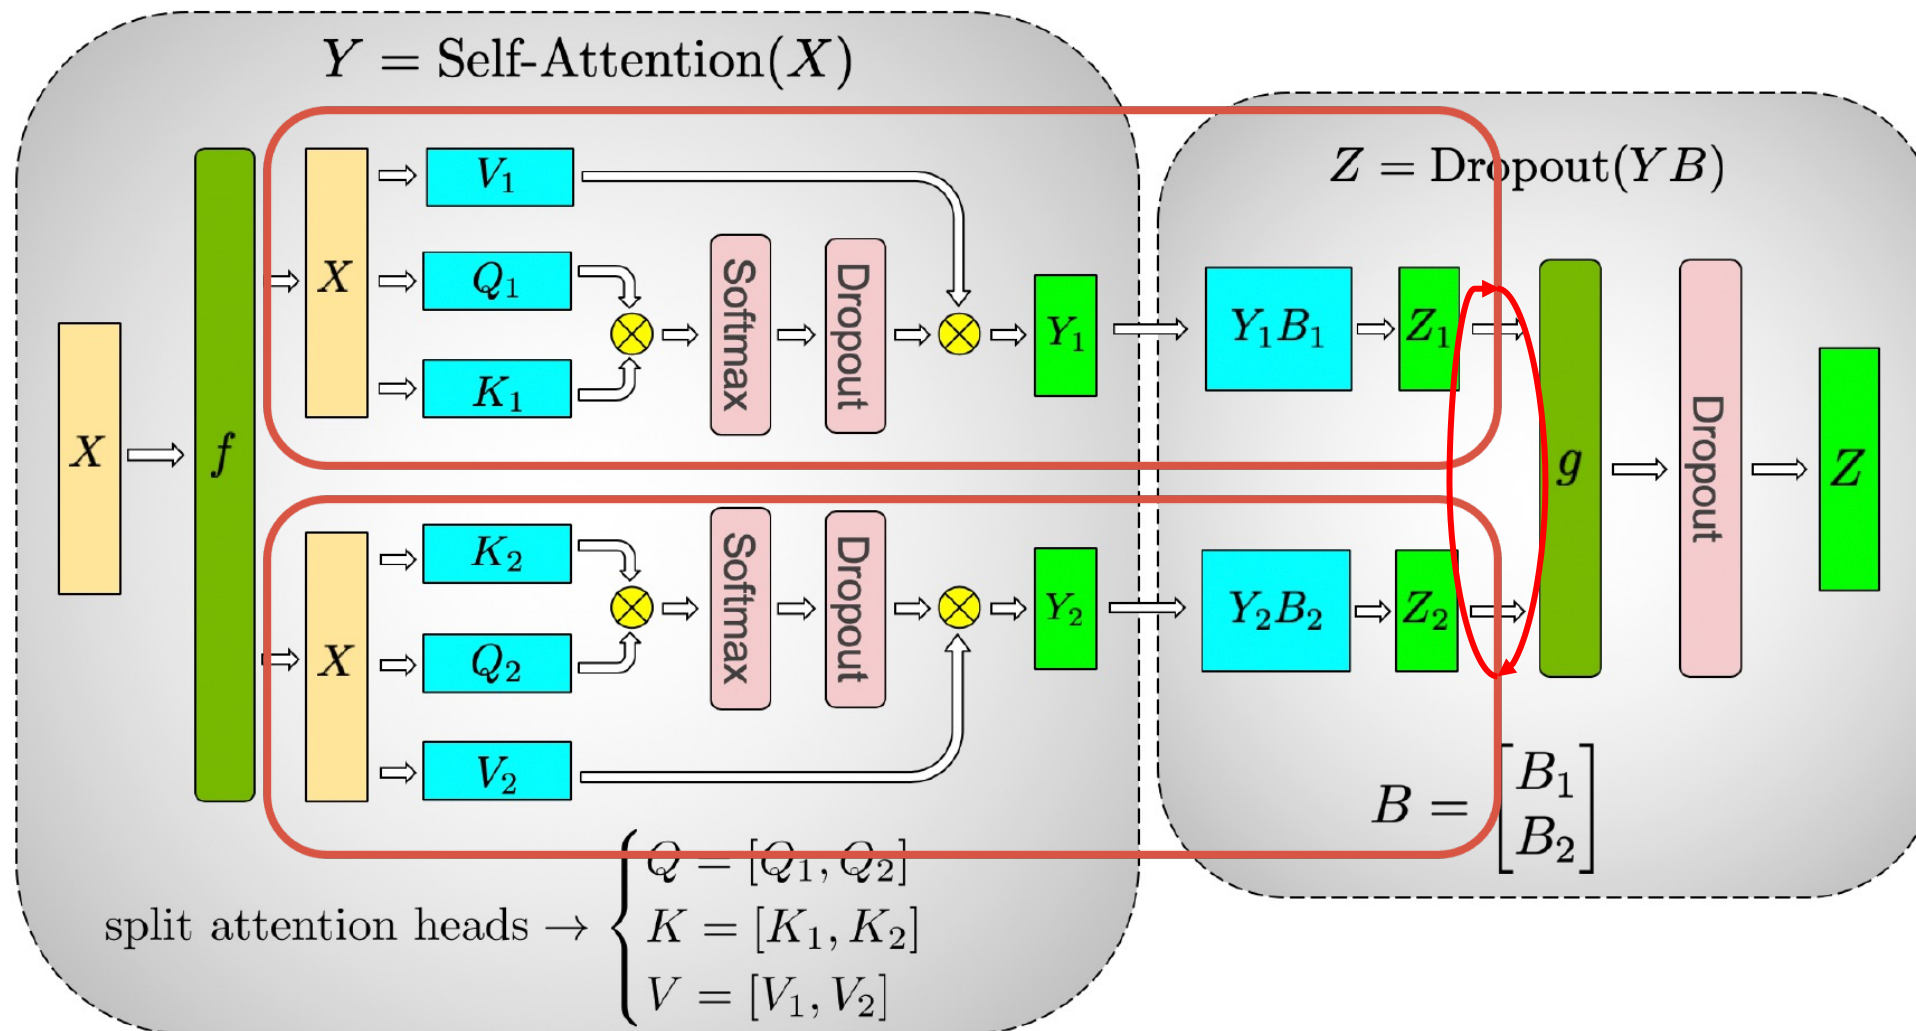 Y = Self-Attention(X)
Z = Dropout(YB)
X
f
X
V₁
Q₁
K₁
Softmax
Dropout
Y₁
Y₁B₁
Z₁
X
K₂
Q₂
V₂
Softmax
Dropout
Y₂
Y₂B₂
Z₂
g
Dropout
Z
split attention heads → { Q = [Q₁, Q₂]
K = [K₁, K₂]
V = [V₁, V₂]
B = [B₁
B₂]